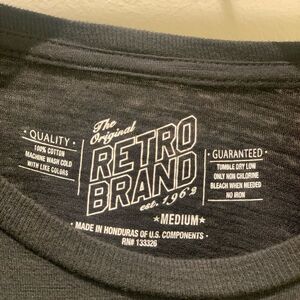 The
Original
RETRO
BRAND
est. 1969
• QUALITY •
100% COTTON
MACHINE WASH COLD
WITH LIKE COLORS
• GUARANTEED •
TUMBLE DRY LOW
ONLY NON CHLORINE
BLEACH WHEN NEEDED
NO IRON
★MEDIUM★
• MADE IN HONDURAS OF U.S. COMPONENTS •
RN# 133326